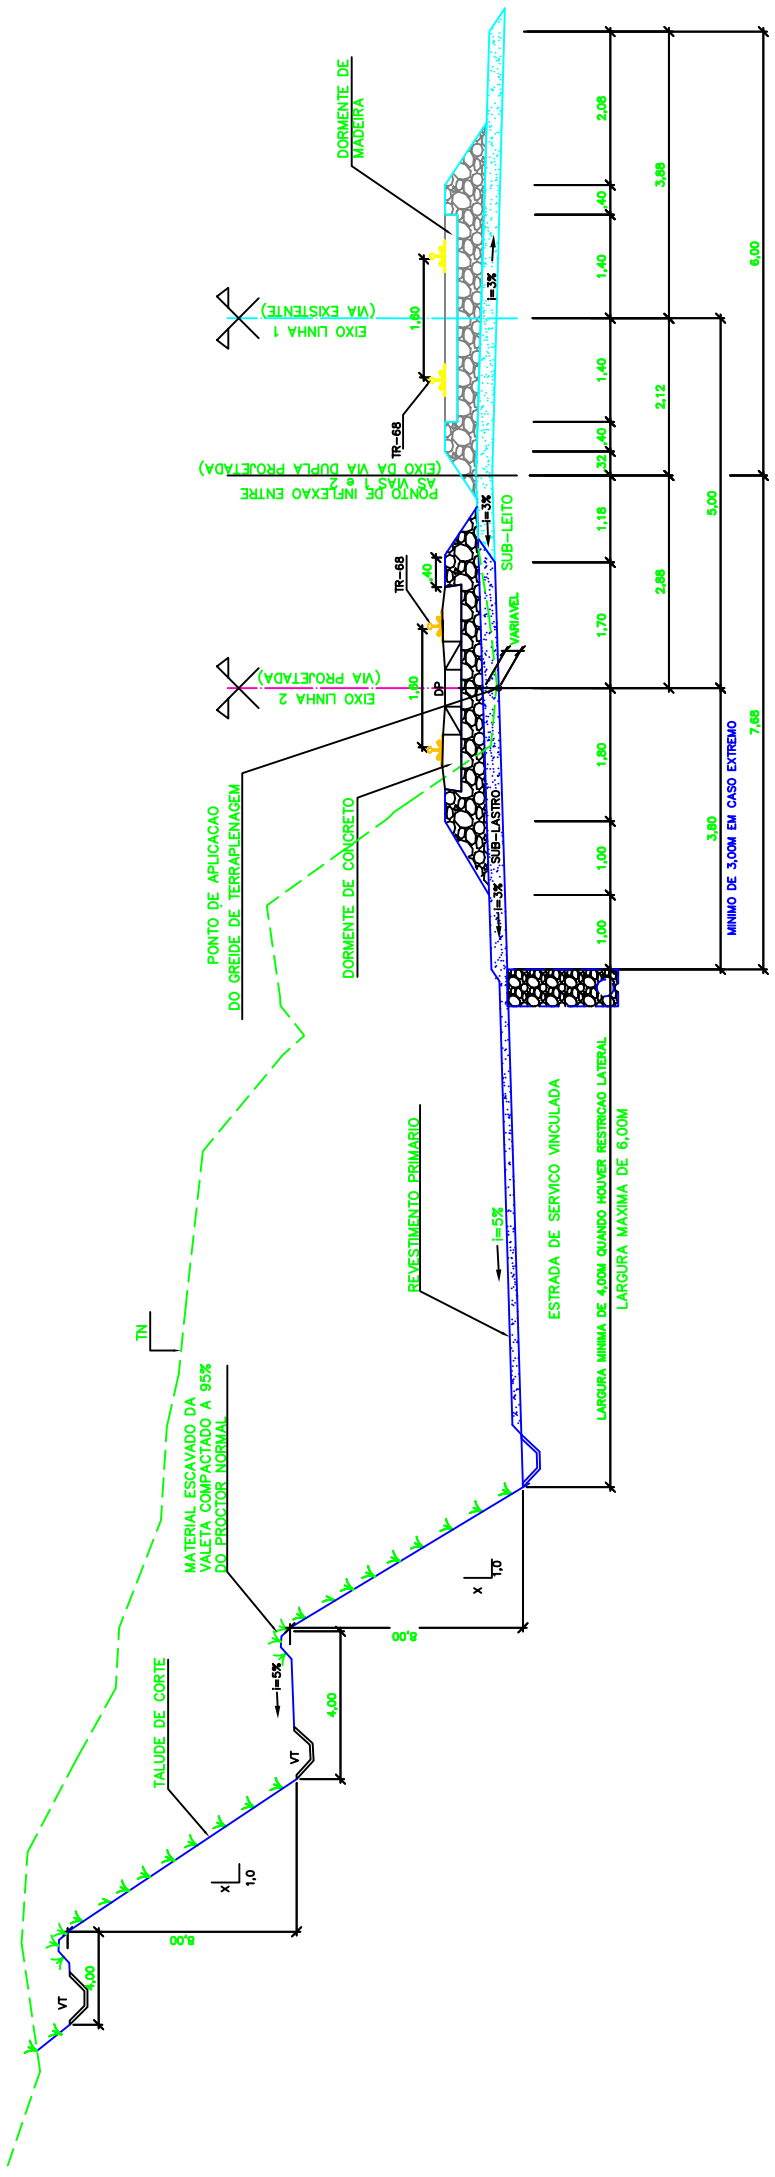 DORMENTE DE
MADEIRA
EIXO LINHA 1
(VIA EXISTENTE)
1,60
TR-68
i=3%
PONTO DE INFLEXAO ENTRE
AS VIAS 1 e 2
(EIXO DA VIA DUPLA PROJETADA)
i=3%
SUB-LEITO
,40
TR-68
EIXO LINHA 2
(VIA PROJETADA)
1,60
DP
VARIAVEL
PONTO DE APLICACAO
DO GREIDE DE TERRAPLENAGEM
DORMENTE DE CONCRETO
SUB-LASTRO
i=3%
2,08
,40
1,40
1,40
,40
,32
1,18
1,70
1,80
1,00
1,00
3,88
2,12
2,88
5,00
3,80
6,00
7,68
MINIMO DE 3,00M EM CASO EXTREMO
REVESTIMENTO PRIMARIO
i=5%
ESTRADA DE SERVICO VINCULADA
LARGURA MINIMA DE 4,00M QUANDO HOUVER RESTRICAO LATERAL
LARGURA MAXIMA DE 6,00M
TN
MATERIAL ESCAVADO DA
VALETA COMPACTADO A 95%
DO PROCTOR NORMAL
X
1,0
8,00
i=5%
4,00
VT
TALUDE DE CORTE
X
1,0
8,00
4,00
VT